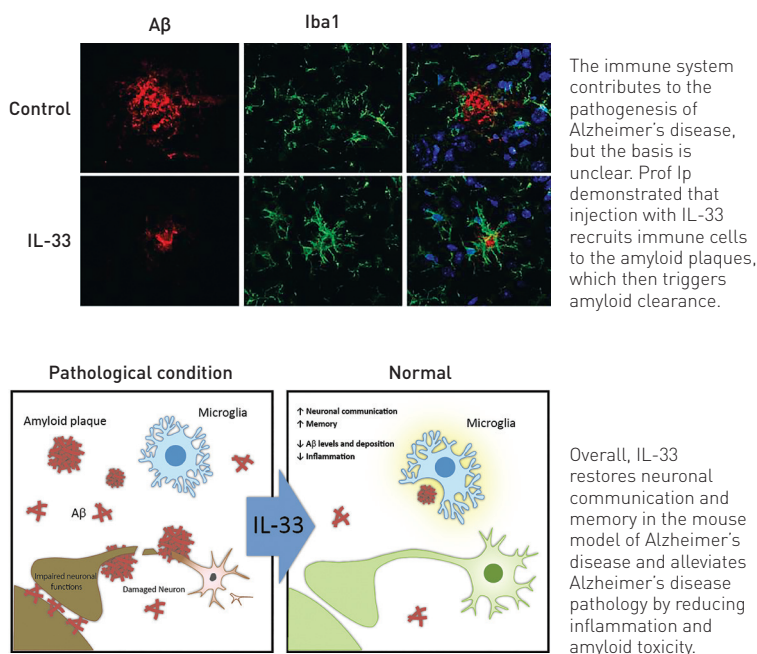 Aβ
Iba1
Control
IL-33
The immune system
contributes to the
pathogenesis of
Alzheimer's disease,
but the basis is
unclear. Prof Ip
demonstrated that
injection with IL-33
recruits immune cells
to the amyloid plaques,
which then triggers
amyloid clearance.
Pathological condition
Normal
Amyloid plaque
Microglia
Aβ
Impaired neuronal
functions
Damaged Neuron
IL-33
↑ Neuronal communication
↑ Memory
↓ Aβ levels and deposition
↓ Inflammation
Microglia
Overall, IL-33
restores neuronal
communication and
memory in the mouse
model of Alzheimer's
disease and alleviates
Alzheimer's disease
pathology by reducing
inflammation and
amyloid toxicity.